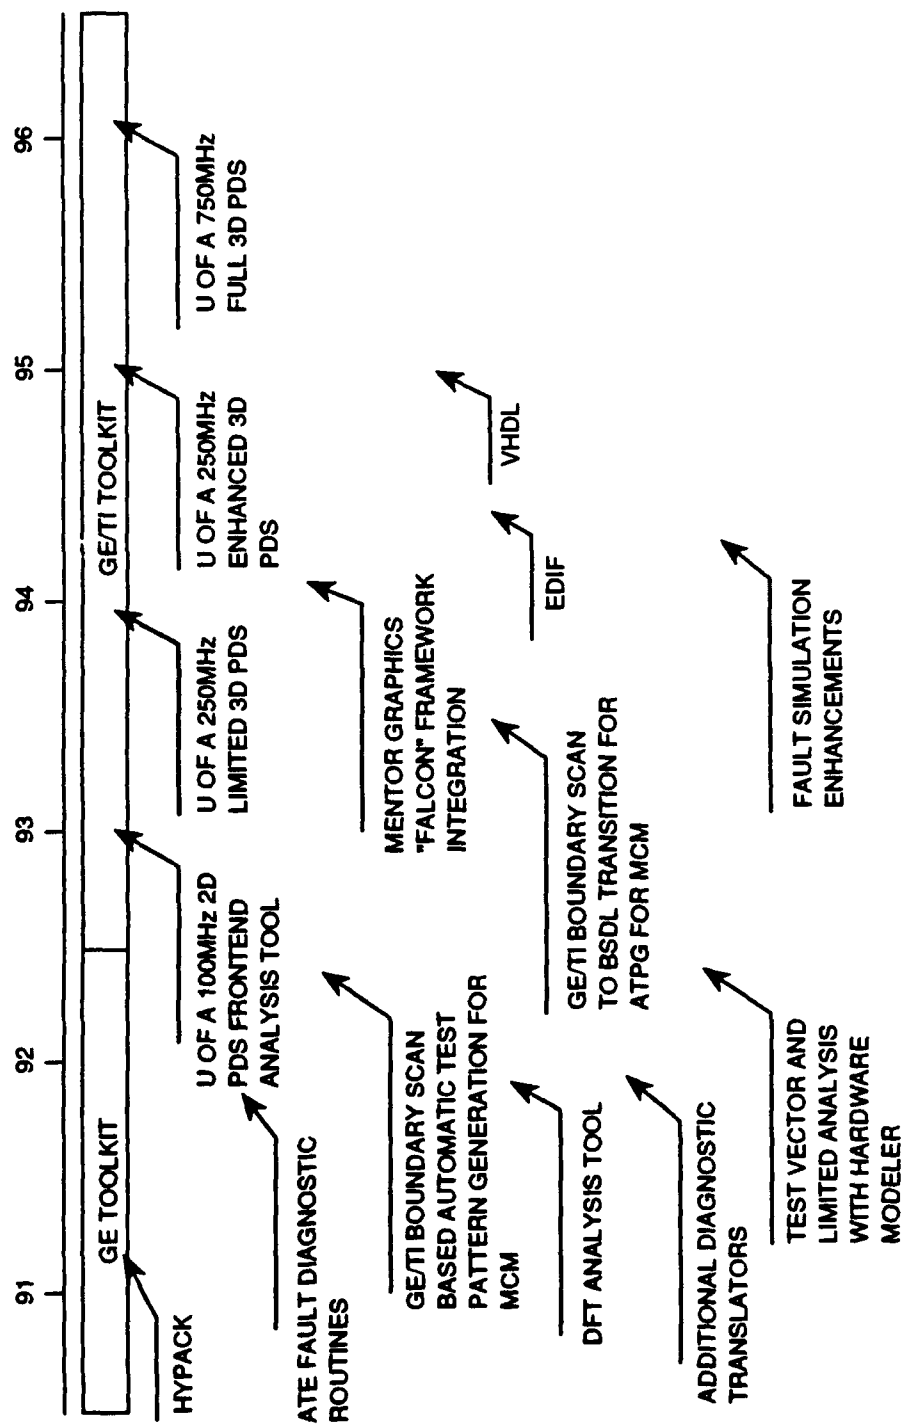 91
92
93
94
95
96
GE TOOLKIT
GE/TI TOOLKIT
HYPACK
U OF A 100MHz 2D
PDS FRONTEND
ANALYSIS TOOL
U OF A 250MHz
LIMITED 3D PDS
U OF A 250MHz
ENHANCED 3D
PDS
U OF A 750MHz
FULL 3D PDS
ATE FAULT DIAGNOSTIC
ROUTINES
GE/TI BOUNDARY SCAN
BASED AUTOMATIC TEST
PATTERN GENERATION FOR
MCM
MENTOR GRAPHICS
"FALCON" FRAMEWORK
INTEGRATION
DFT ANALYSIS TOOL
GE/TI BOUNDARY SCAN
TO BSDL TRANSITION FOR
ATPG FOR MCM
EDIF
VHDL
ADDITIONAL DIAGNOSTIC
TRANSLATORS
TEST VECTOR AND
LIMITED ANALYSIS
WITH HARDWARE
MODELER
FAULT SIMULATION
ENHANCEMENTS